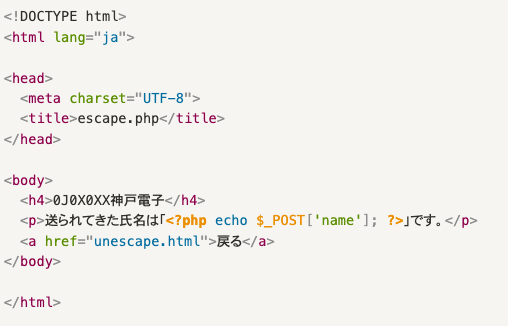 <!DOCTYPE html>
<html lang="ja">
<head>
<meta charset="UTF-8">
<title>escape.php</title>
</head>
<body>
<h4>0J0X0XX神戸電子</h4>
<p>送られてきた氏名は「<?php echo $_POST['name']; ?>」です。</p>
<a href="unescape.html">戻る</a>
</body>
</html>